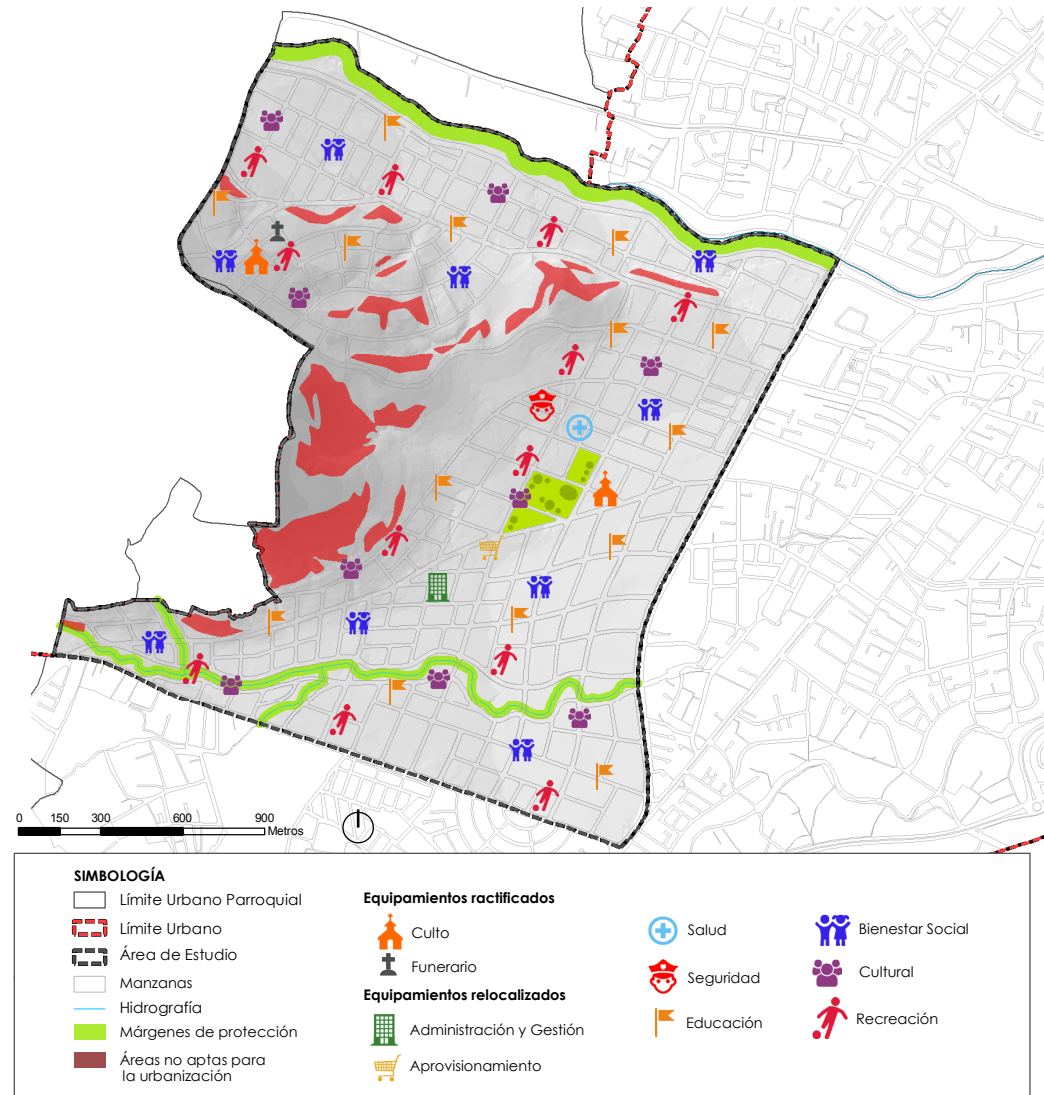 0 150 300 600 900
Metros
SIMBOLOGÍA
Límite Urbano Parroquial
Límite Urbano
Área de Estudio
Manzanas
Hidrografía
Márgenes de protección
Áreas no aptas para
la urbanización
Equipamientos ractificados
Culto
Funerario
Equipamientos relocalizados
Administración y Gestión
Aprovisionamiento
Salud
Seguridad
Educación
Bienestar Social
Cultural
Recreación